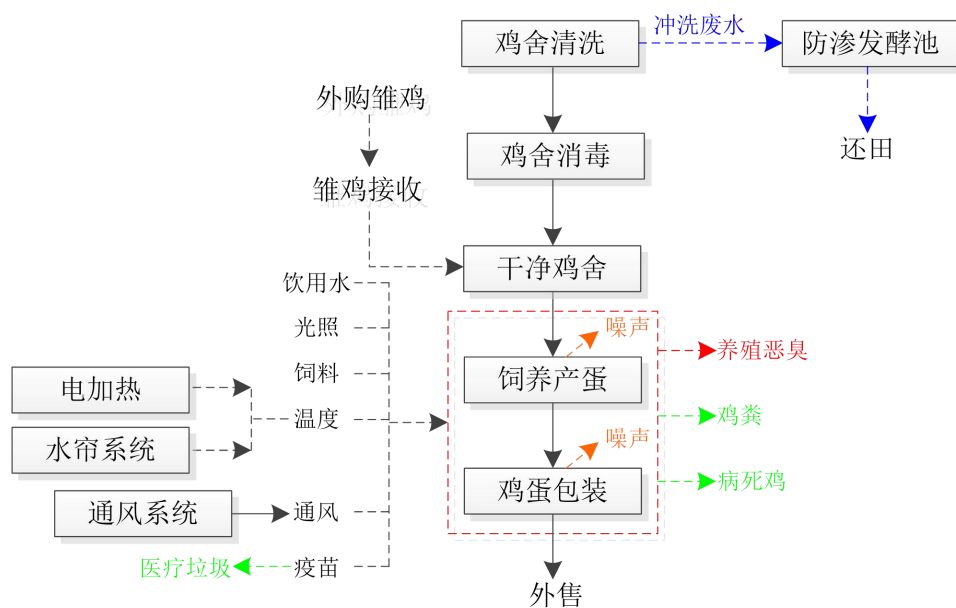 鸡舍清洗
冲洗废水
防渗发酵池
外购雏鸡
鸡舍消毒
还田
雏鸡接收
干净鸡舍
饮用水
光照
噪声
养殖恶臭
饲料
饲养产蛋
电加热
温度
鸡粪
水帘系统
噪声
鸡蛋包装
病死鸡
通风系统
通风
医疗垃圾
疫苗
外售